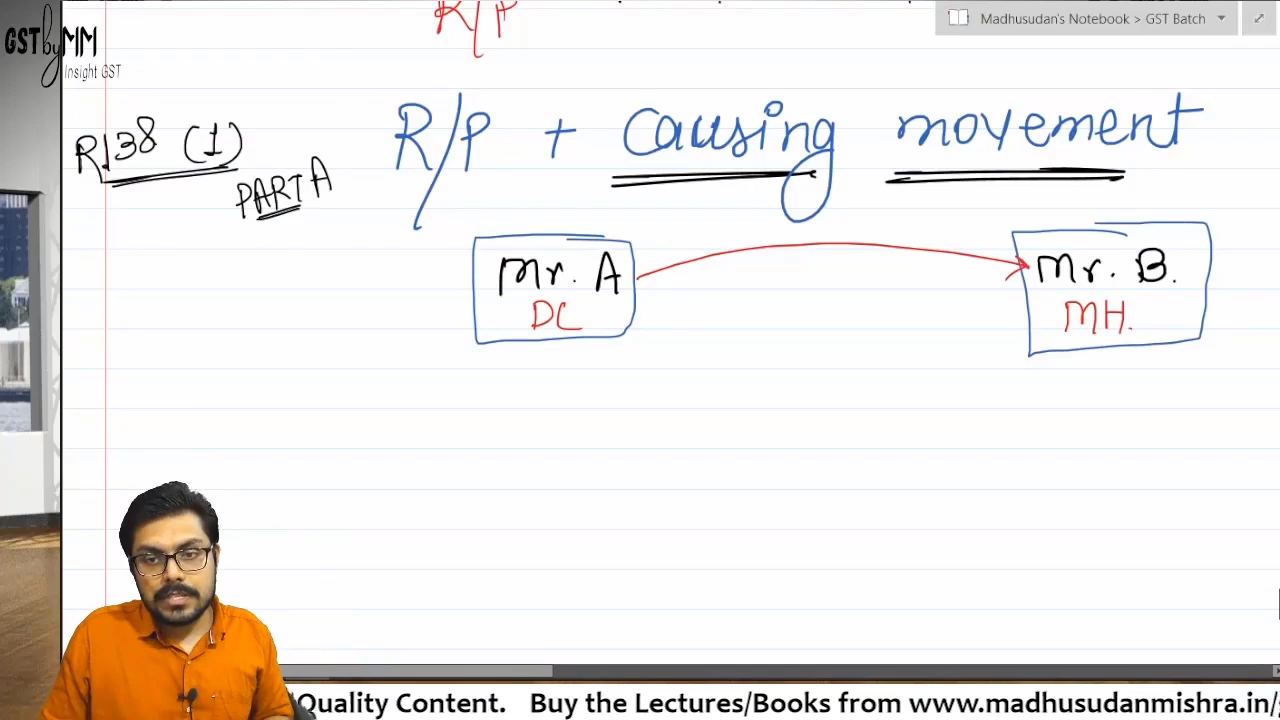 R/P
Madhusudan's Notebook > GST Batch
GST by MM
Insight GST
R138 (1)
PART A
R/P + Causing movement
Mr. A
DL
Mr. B.
MH.
Quality Content. Buy the Lectures/Books from www.madhusudanmishra.in/